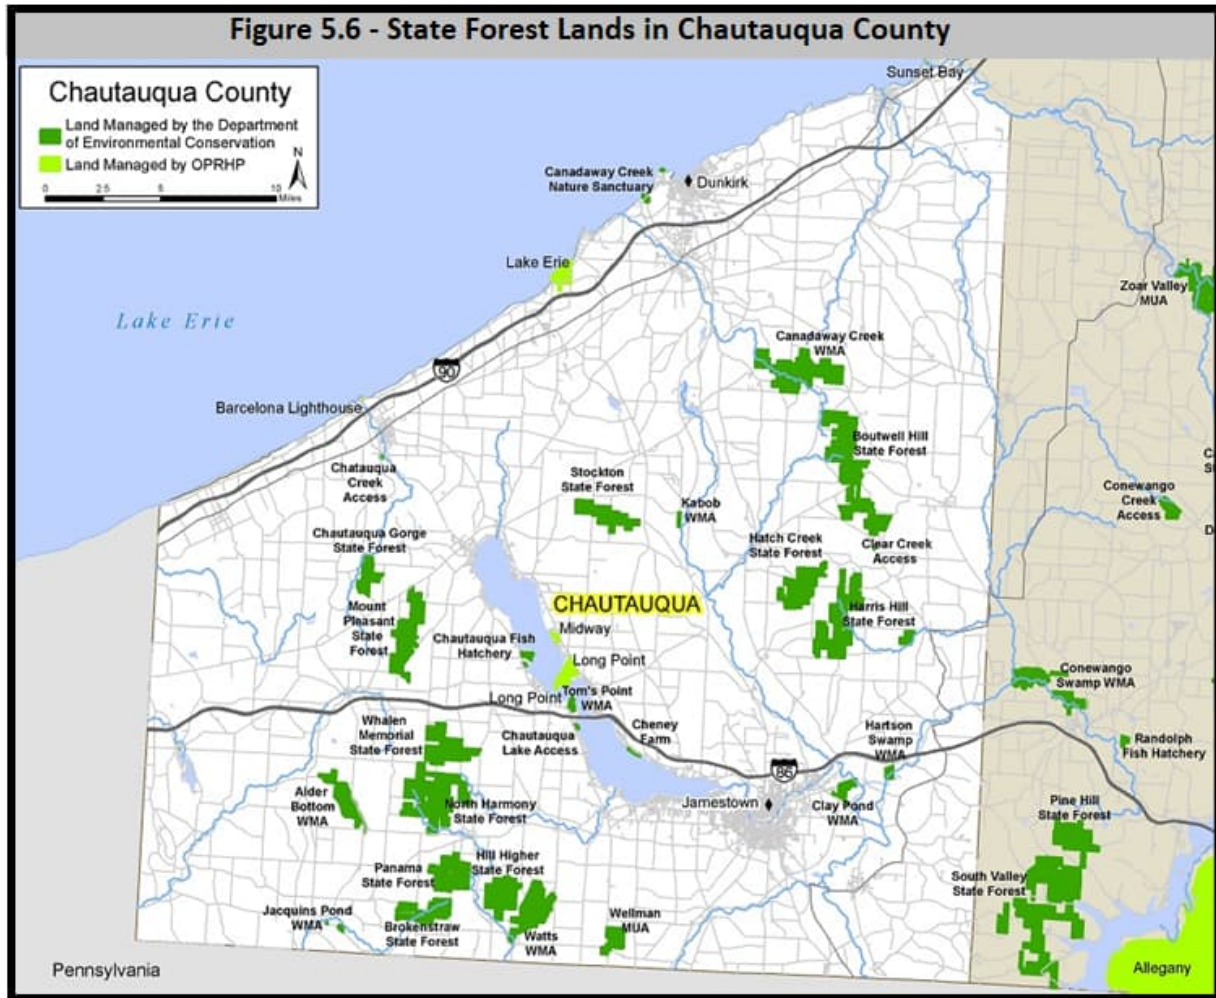 Figure 5.6 - State Forest Lands in Chautauqua County
Chautauqua County
Land Managed by the Department
of Environmental Conservation
Land Managed by OPRHP
N
0 2.5 5 10
Miles
Sunset Bay
Canadaway Creek
Nature Sanctuary
Dunkirk
Lake Erie
Zoar Valley
MUA
Lake Erie
Canadaway Creek
WMA
90
Barcelona Lighthouse
Boutwell Hill
State Forest
Chatauqua
Creek
Access
Stockton
State Forest
Kabob
WMA
Conewango
Creek
Access
Chautauqua Gorge
State Forest
Hatch Creek
State Forest
Clear Creek
Access
CHAUTAUQUA
Mount
Pleasant
State
Forest
Midway
Harris Hill
State Forest
Chautauqua Fish
Hatchery
Long Point
Conewango
Swamp WMA
Long Point
Tom's Point
WMA
Whalen
Memorial
State Forest
Chautauqua
Lake Access
Cheney
Farm
Hartson
Swamp
WMA
Randolph
Fish Hatchery
86
Alder
Bottom
WMA
North Harmony
State Forest
Jamestown
Clay Pond
WMA
Pine Hill
State Forest
Panama
State Forest
Hill Higher
State Forest
South Valley
State Forest
Jacquins Pond
WMA
Brokenstraw
State Forest
Watts
WMA
Wellman
MUA
Pennsylvania
Allegany